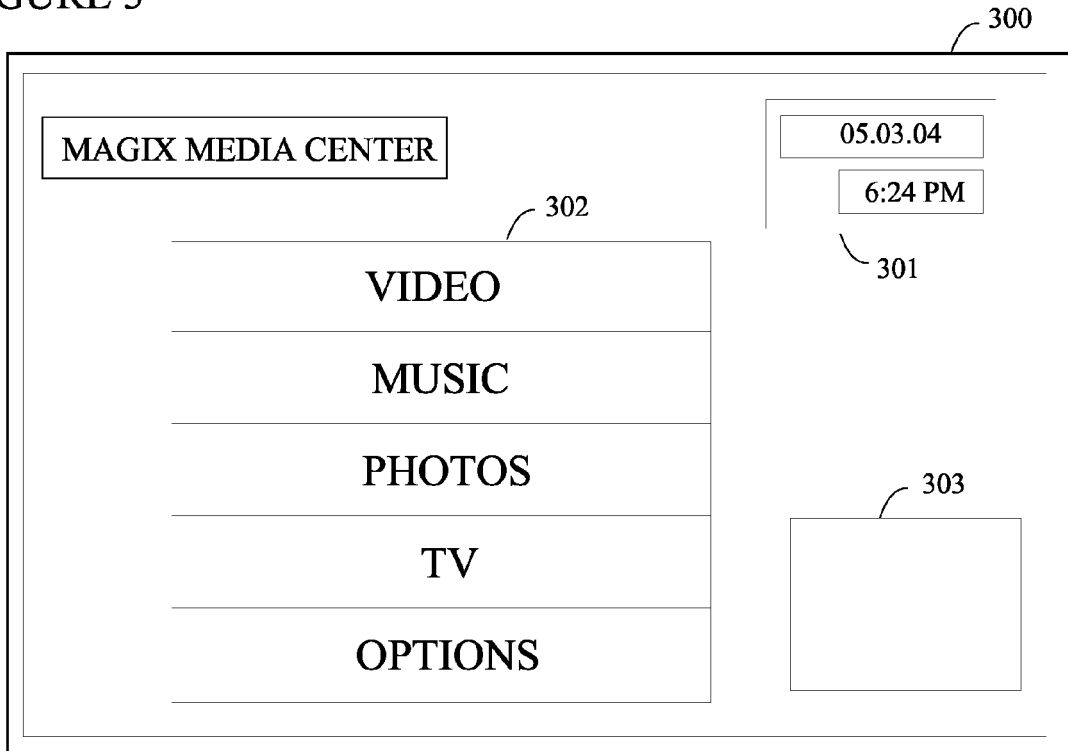 300
MAGIX MEDIA CENTER
05.03.04
6:24 PM
301
302
VIDEO
MUSIC
PHOTOS
TV
OPTIONS
303